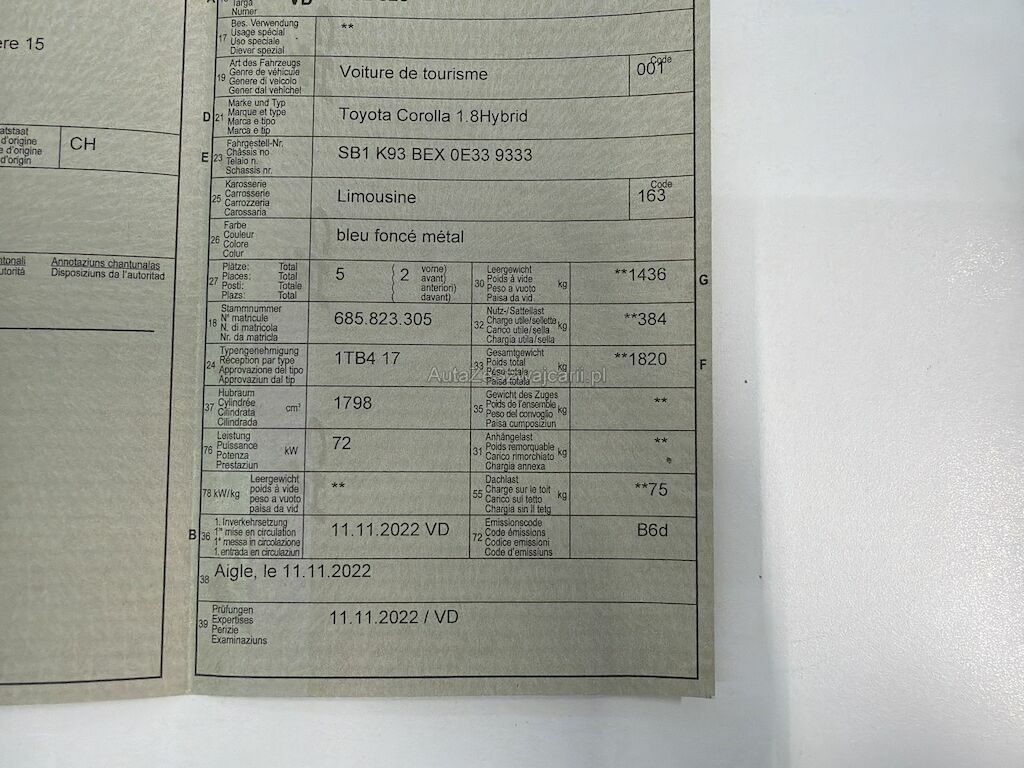 ère 15
atstaat
d'origine
e d'origine
d'origin
CH
Annotaziuns chantunalas
Disposiziuns da l'autoritad
A
Targa
Numer
VD
17
Bes. Verwendung
Usage spécial
Uso speciale
Diever spezial
**
19
Art des Fahrzeugs
Genre de véhicule
Genere di veicolo
Gener dal vehichel
Voiture de tourisme
Code
001
D
21
Marke und Typ
Marque et type
Marca e tipo
Marca e tip
Toyota Corolla 1.8Hybrid
E
23
Fahrgestell-Nr.
Châssis no
Telaio n.
Schassis nr.
SB1 K93 BEX 0E33 9333
25
Karosserie
Carrosserie
Carrozzeria
Carossaria
Limousine
Code
163
26
Farbe
Couleur
Colore
Colur
bleu foncé métal
27
Plätze: Total
Places: Total
Posti: Totale
Plazs: Total
5
2
vorne)
avant)
anteriori)
davant)
30
Leergewicht
Poids à vide
Peso a vuoto
Paisa da vid
kg
**1436
G
18
Stammnummer
N° matricule
N. di matricola
Nr. da matricla
685.823.305
32
Nutz-/Sattellast
Charge utile/sellette
Carico utile/sella
Chargia utila/sella
kg
**384
24
Typengenehmigung
Réception par type
Approvazione del tipo
Approvaziun dal tip
1TB4 17
33
Gesamtgewicht
Poids total
Peso totale
Paisa totala
kg
**1820
F
37
Hubraum
Cylindrée
Cilindrata
Cilindrada
cm³
1798
35
Gewicht des Zuges
Poids de l'ensemble
Peso del convoglio
Paisa cumposiziun
kg
**
76
Leistung
Puissance
Potenza
Prestaziun
kW
72
31
Anhängelast
Poids remorquable
Carico rimorchiato
Chargia annexa
kg
**
78 kW/kg
Leergewicht
poids à vide
peso a vuoto
paisa da vid
**
55
Dachlast
Charge sur le toit
Carico sul tetto
Chargia sin il tetg
kg
**75
B
36
1. Inverkehrsetzung
1re mise en circulation
1a messa in circolazione
1. entrada en circulaziun
11.11.2022 VD
72
Emissionscode
Code émissions
Codice emissioni
Code d'emissiuns
B6d
38
Aigle, le 11.11.2022
39
Prüfungen
Expertises
Perizie
Examinaziuns
11.11.2022 / VD